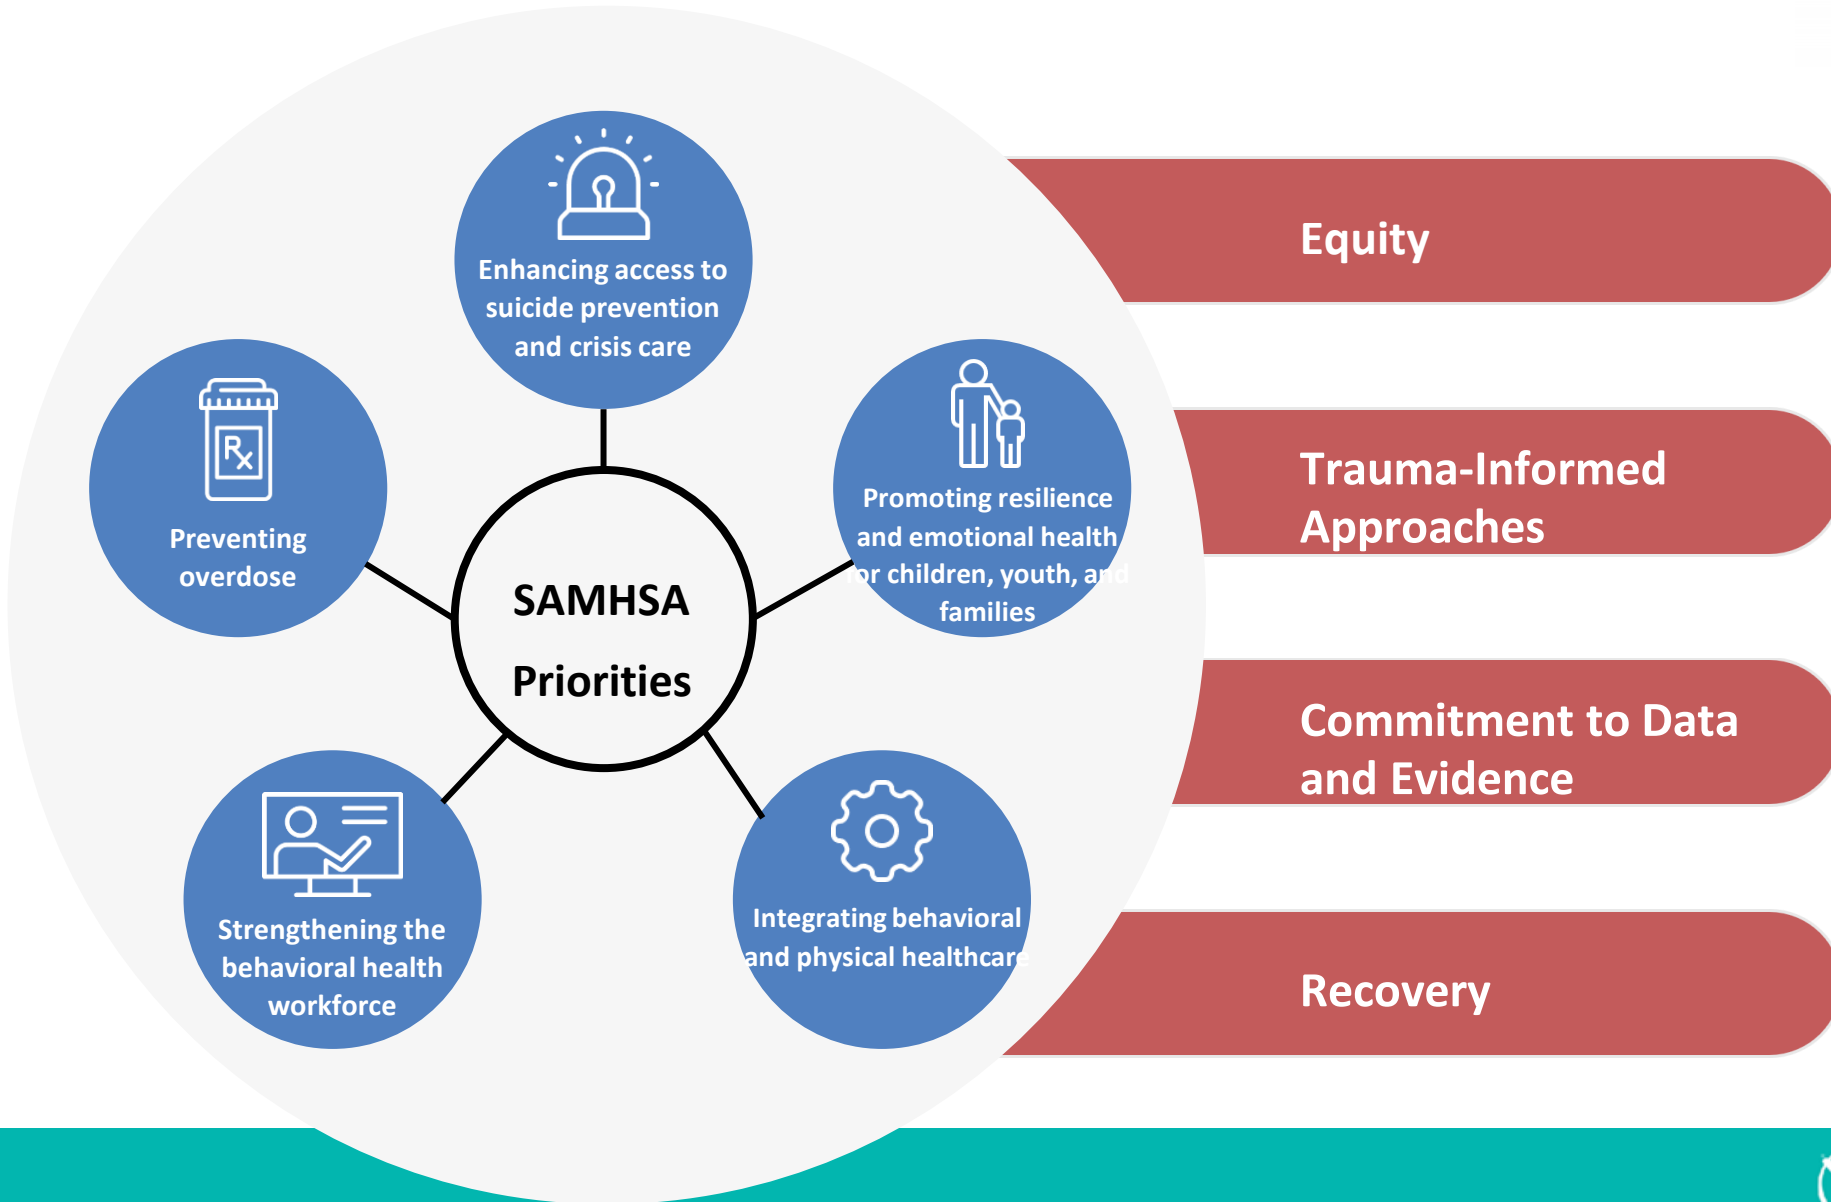 Enhancing access to
suicide prevention
and crisis care
Preventing
overdose
Rx
Promoting resilience
and emotional health
for children, youth, and
families
SAMHSA
Priorities
Strengthening the
behavioral health
workforce
Integrating behavioral
and physical healthcare
Equity
Trauma-Informed
Approaches
Commitment to Data
and Evidence
Recovery